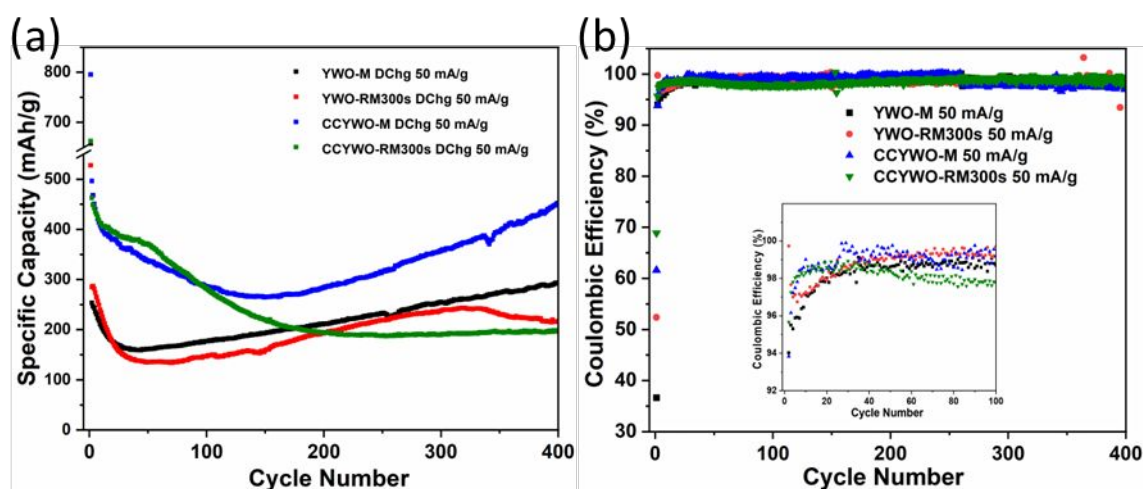 (a)
800
700
400
300
200
150
100
0
Specific Capacity (mAh/g)
YWO-M DChg 50 mA/g
YWO-RM300s DChg 50 mA/g
CCYWO-M DChg 50 mA/g
CCYWO-RM300s DChg 50 mA/g
0 100 200 300 400
Cycle Number
(b)
100
90
80
70
60
50
40
30
Coulombic Efficiency (%)
YWO-M 50 mA/g
YWO-RM300s 50 mA/g
CCYWO-M 50 mA/g
CCYWO-RM300s 50 mA/g
100
98
96
94
92
Coulombic Efficiency (%)
0 20 40 60 80 100
Cycle Number
0 100 200 300 400
Cycle Number